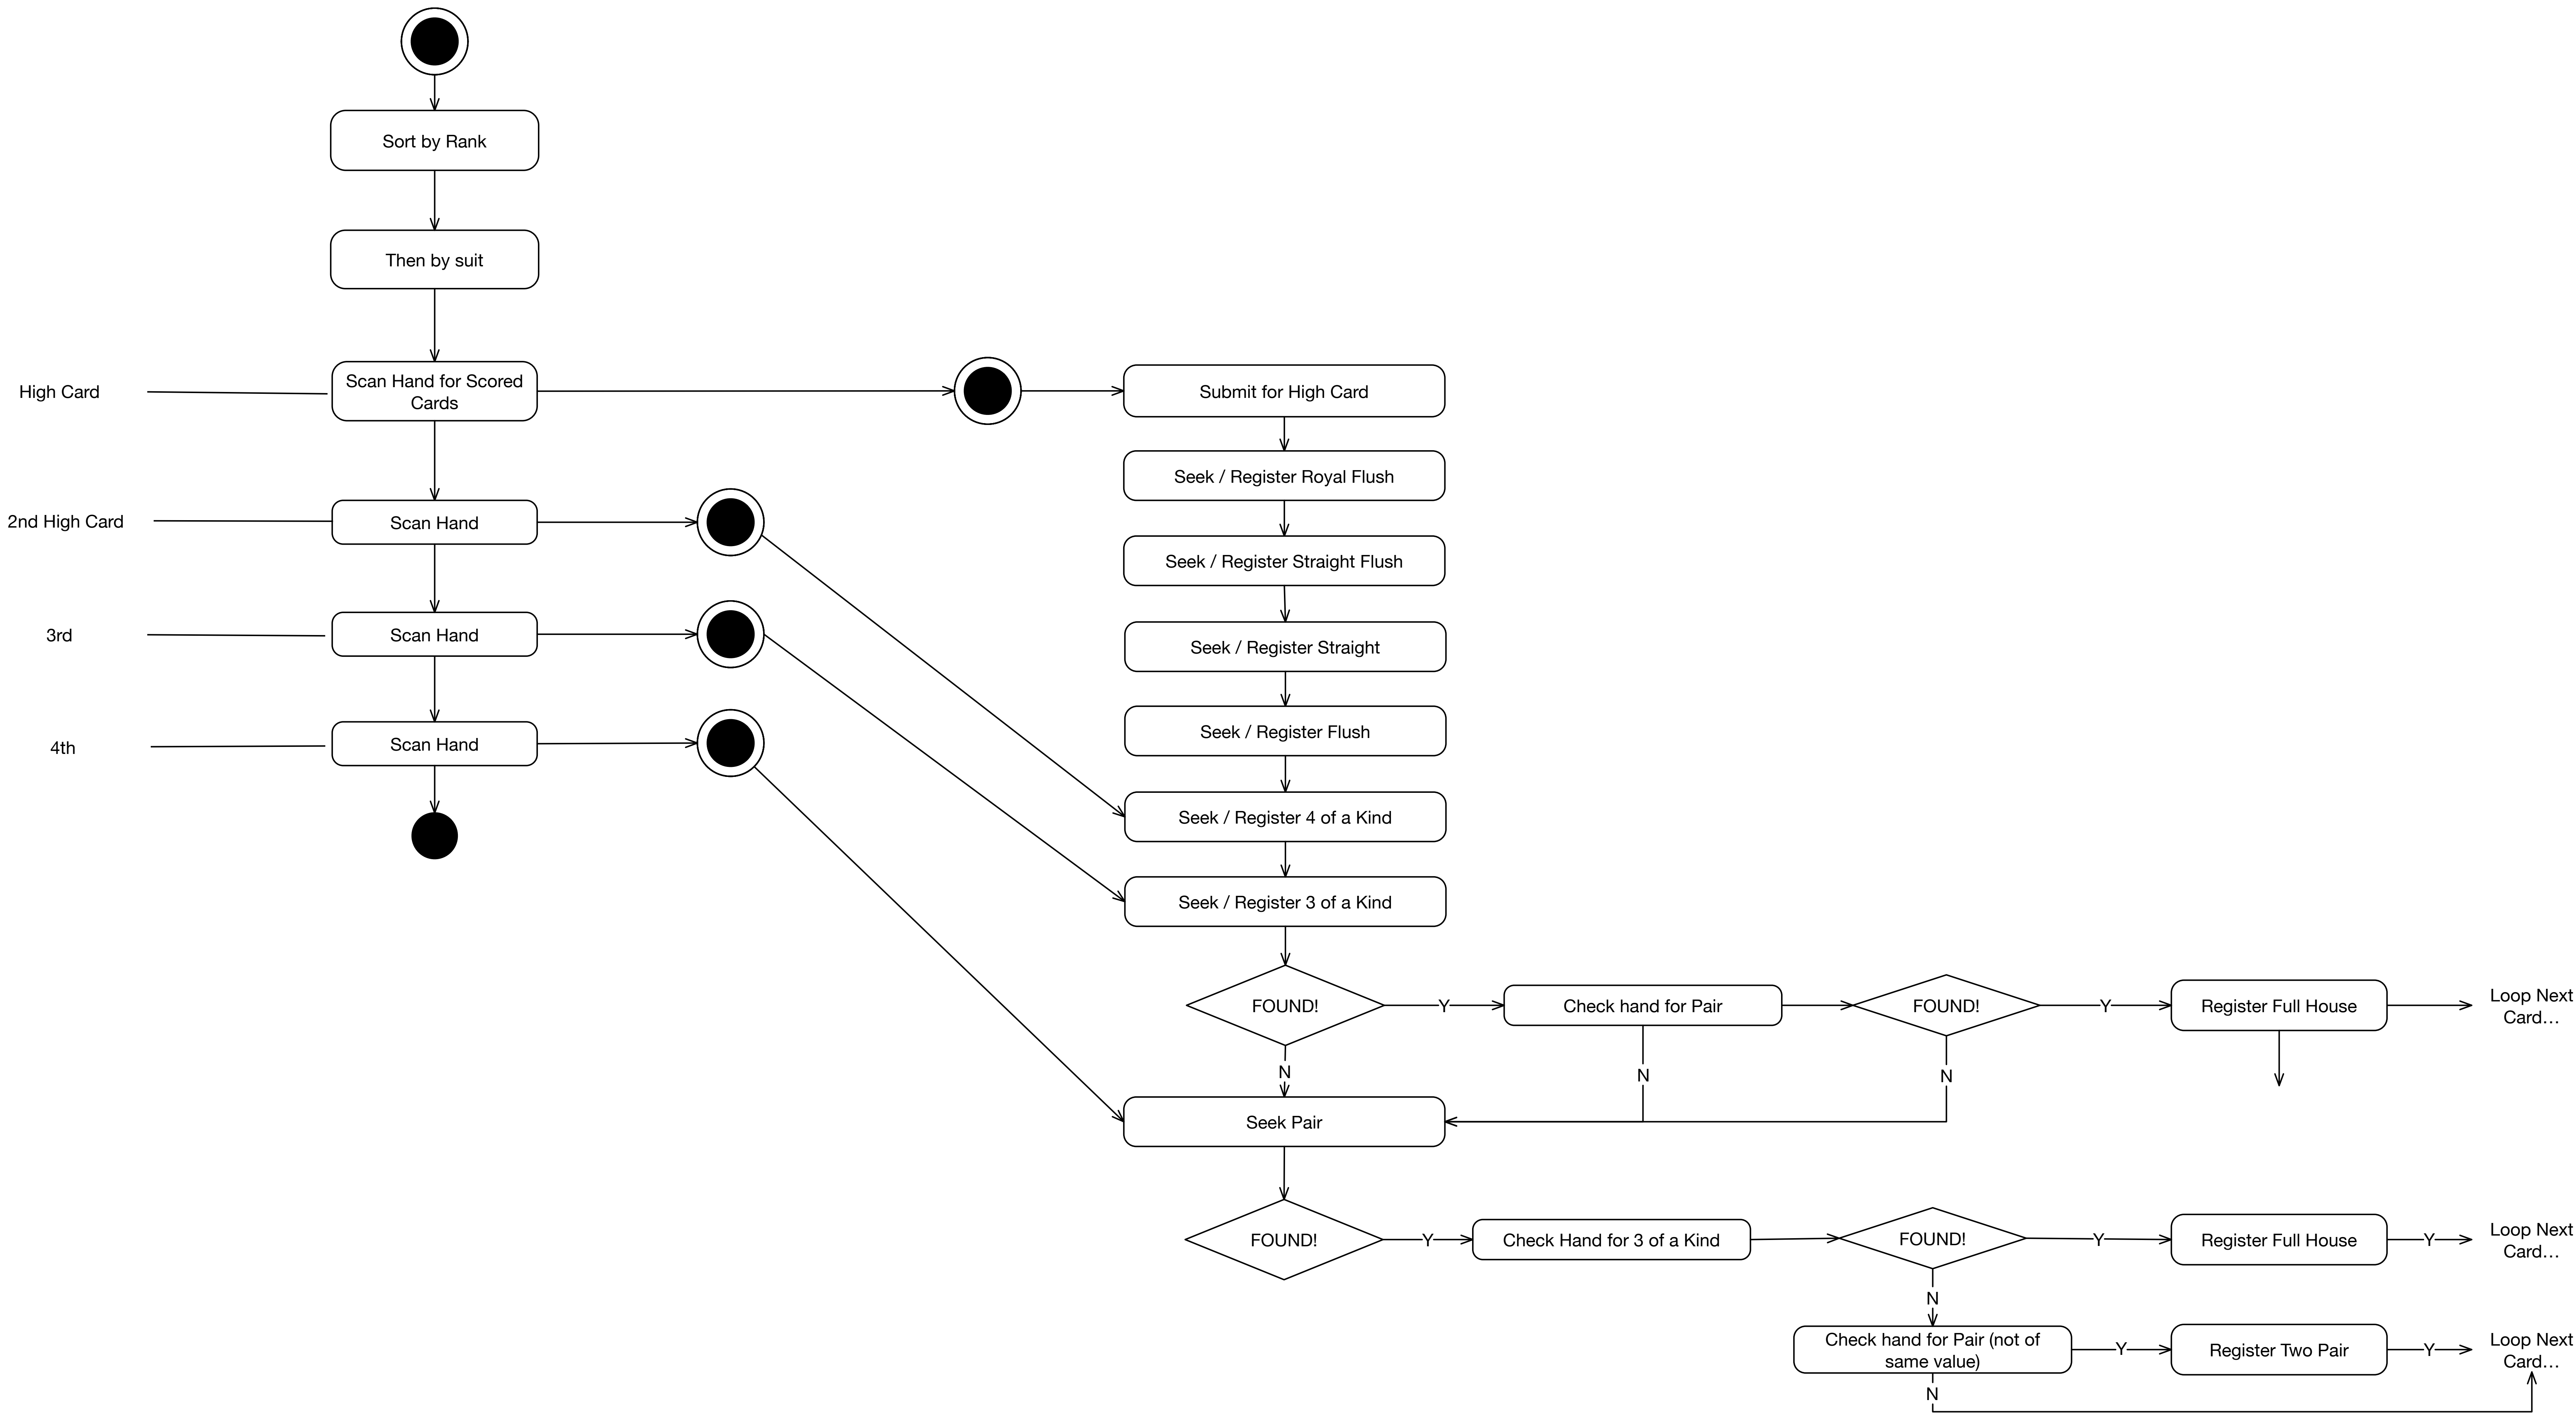 Sort by Rank
Then by suit
High Card
Scan Hand for Scored
Cards
Submit for High Card
Seek / Register Royal Flush
2nd High Card
Scan Hand
Seek / Register Straight Flush
3rd
Scan Hand
Seek / Register Straight
Seek / Register Flush
4th
Scan Hand
Seek / Register 4 of a Kind
Seek / Register 3 of a Kind
FOUND!
Y
Check hand for Pair
FOUND!
Y
Register Full House
Loop Next
Card...
N
N
N
Seek Pair
FOUND!
Y
Check Hand for 3 of a Kind
FOUND!
Y
Register Full House
Y
Loop Next
Card...
N
Check hand for Pair (not of
same value)
Y
Register Two Pair
Y
Loop Next
Card...
N